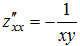 z''xx = -1/xy